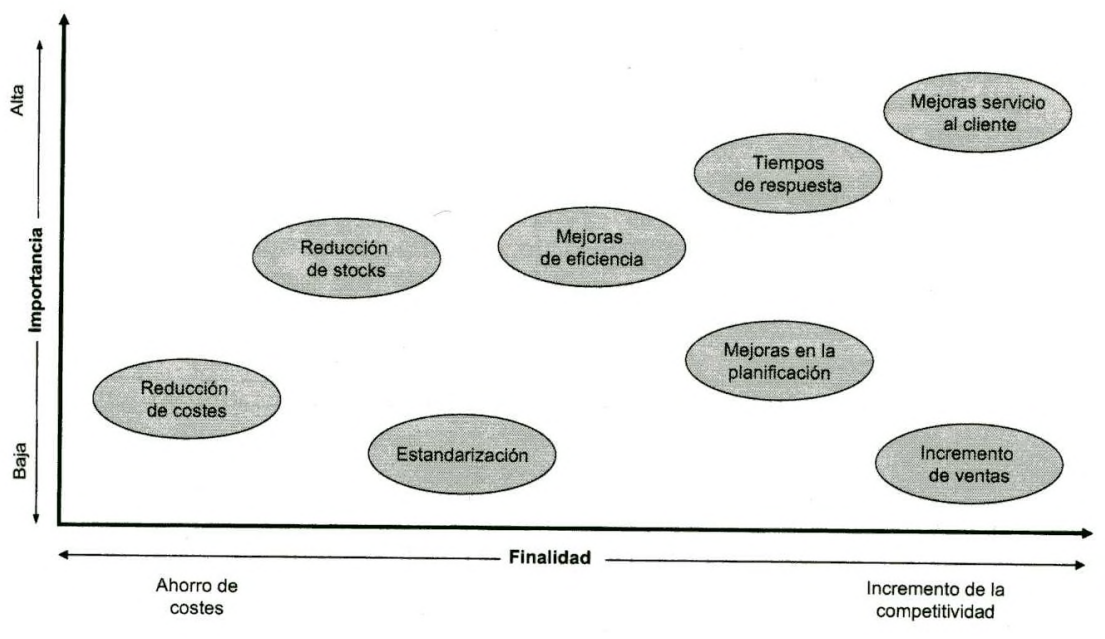 Alta
Importancia
Baja
Mejoras servicio
al cliente
Tiempos
de respuesta
Reducción
de stocks
Mejoras
de eficiencia
Mejoras en la
planificación
Reducción
de costes
Estandarización
Incremento
de ventas
Finalidad
Ahorro de
costes
Incremento de la
competitividad